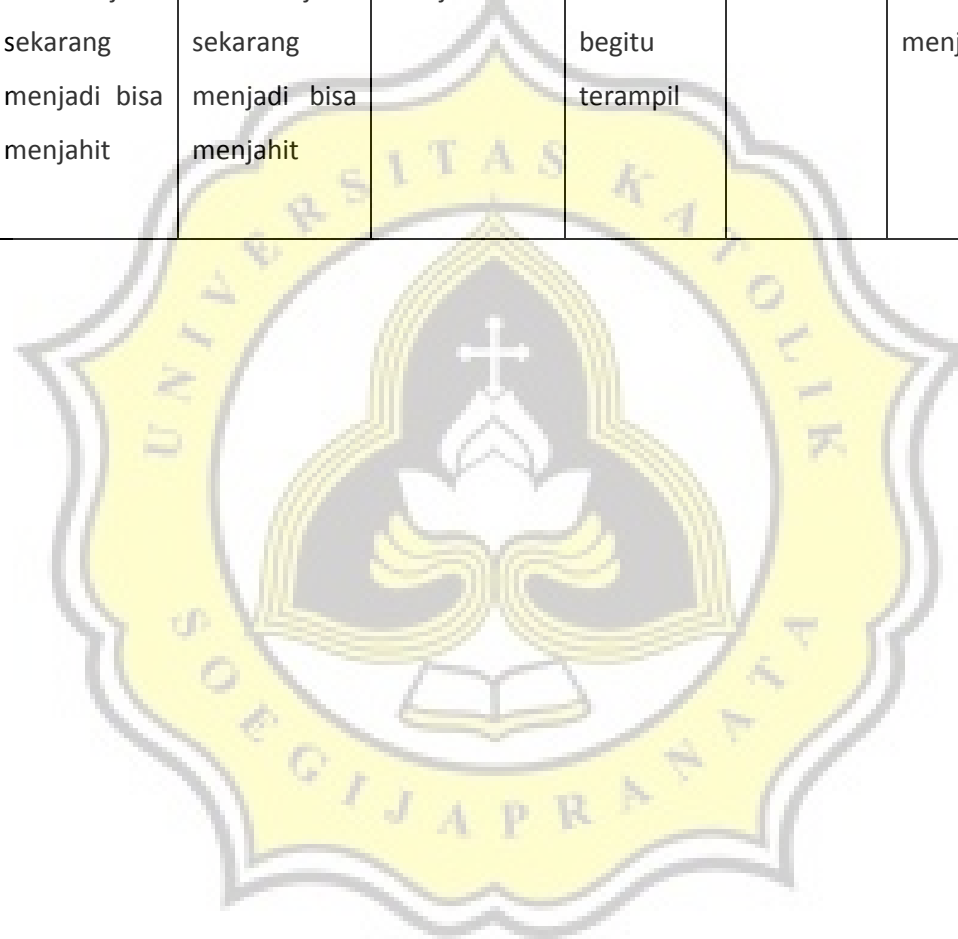 sekarang
menjadi bisa
menjahit
sekarang
menjadi bisa
menjahit
begitu
terampil
UNIVERSITAS KATOLIK
SOEGIJAPRANATA